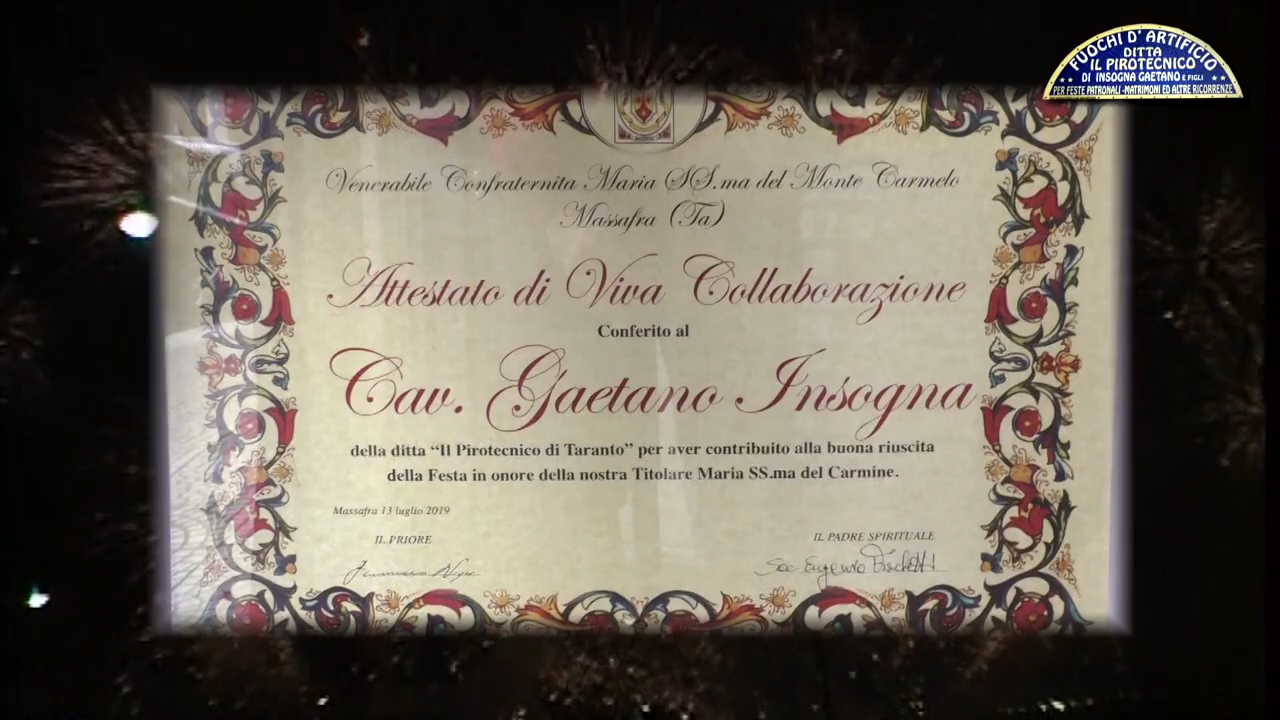 FUOCHI D' ARTIFICIO
DITTA
IL PIROTECNICO
DI INSOGNA GAETANO E FIGLI
PER FESTE PATRONALI - MATRIMONI ED ALTRE RICORRENZE
Venerabile Confraternita Maria SS.ma del Monte Carmelo
Massafra (Ta)
Attestato di Viva Collaborazione
Conferito al
Cav. Gaetano Insogna
della ditta “Il Pirotecnico di Taranto” per aver contribuito alla buona riuscita
della Festa in onore della nostra Titolare Maria SS.ma del Carmine.
Massafra 13 luglio 2019
IL PRIORE
IL PADRE SPIRITUALE
Eugenio